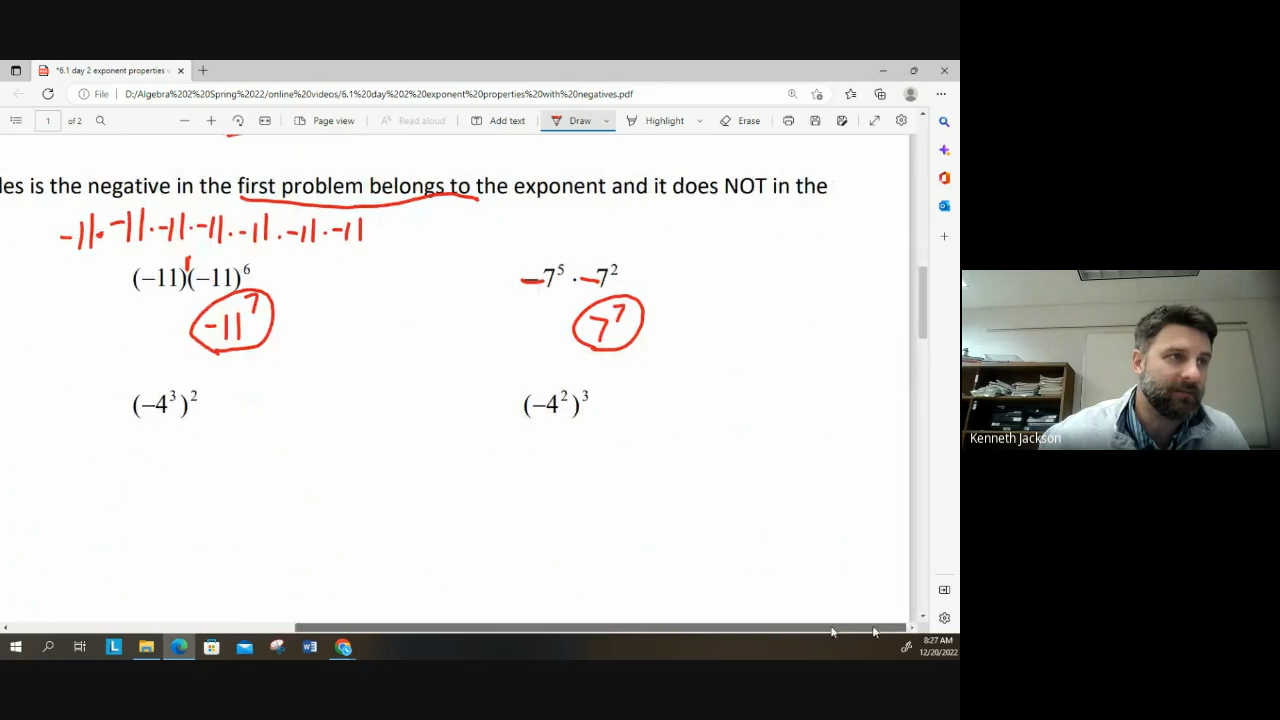 *6.1 day 2 exponent properties w
File D:/Algebra%202%20Spring%2022/online%20videos/6.1%20day%202%20exponent%20properties%20with%20negatives.pdf
1 of 2 Page view Read aloud Add text Draw Highlight Erase
les is the negative in the first problem belongs to the exponent and it does NOT in the
-11·-11·-11·-11·-11·-11·-11
(−11)¹(−11)⁶ −7⁵ · −7²
-11⁷ 7⁷
(−4³)² (−4²)³
Kenneth Jackson
8:27 AM
12/20/2022